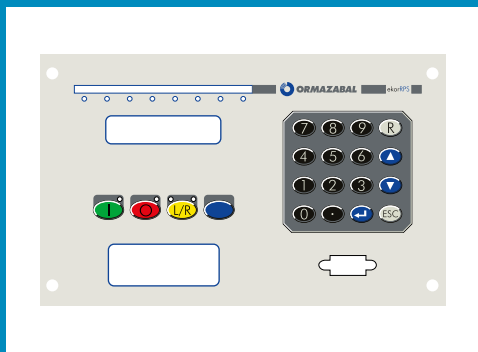 ORMAZABAL
ekorRPS
7 8 9 R
4 5 6
1 2 3
I O L/R
0 . ESC